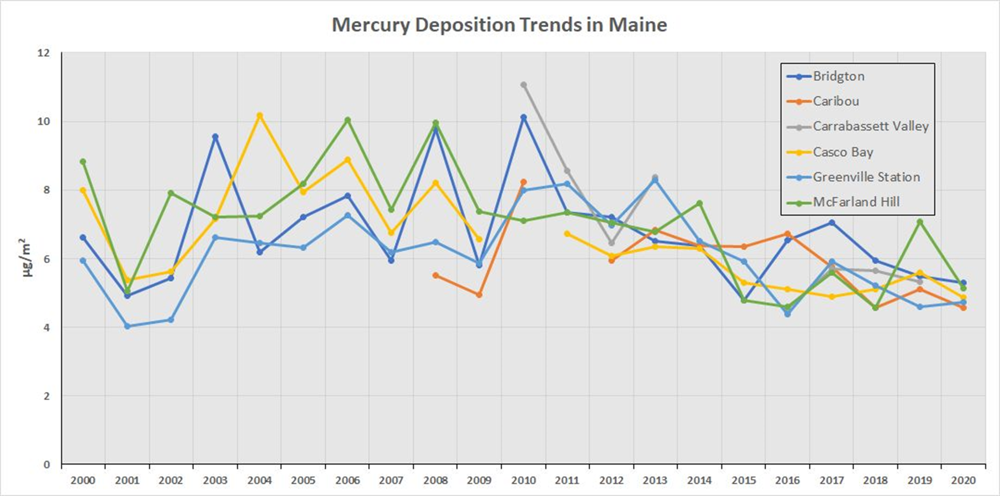 Mercury Deposition Trends in Maine
12
10
8
6
4
2
0
µg/m²
Bridgton
Caribou
Carrabassett Valley
Casco Bay
Greenville Station
McFarland Hill
2000 2001 2002 2003 2004 2005 2006 2007 2008 2009 2010 2011 2012 2013 2014 2015 2016 2017 2018 2019 2020